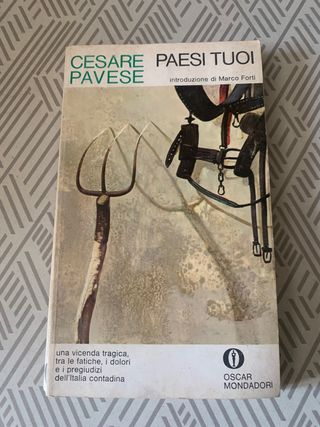 CESARE
PAVESE
PAESI TUOI
introduzione di Marco Forti
una vicenda tragica,
tra le fatiche, i dolori
e i pregiudizi
dell'Italia contadina
OSCAR
MONDADORI